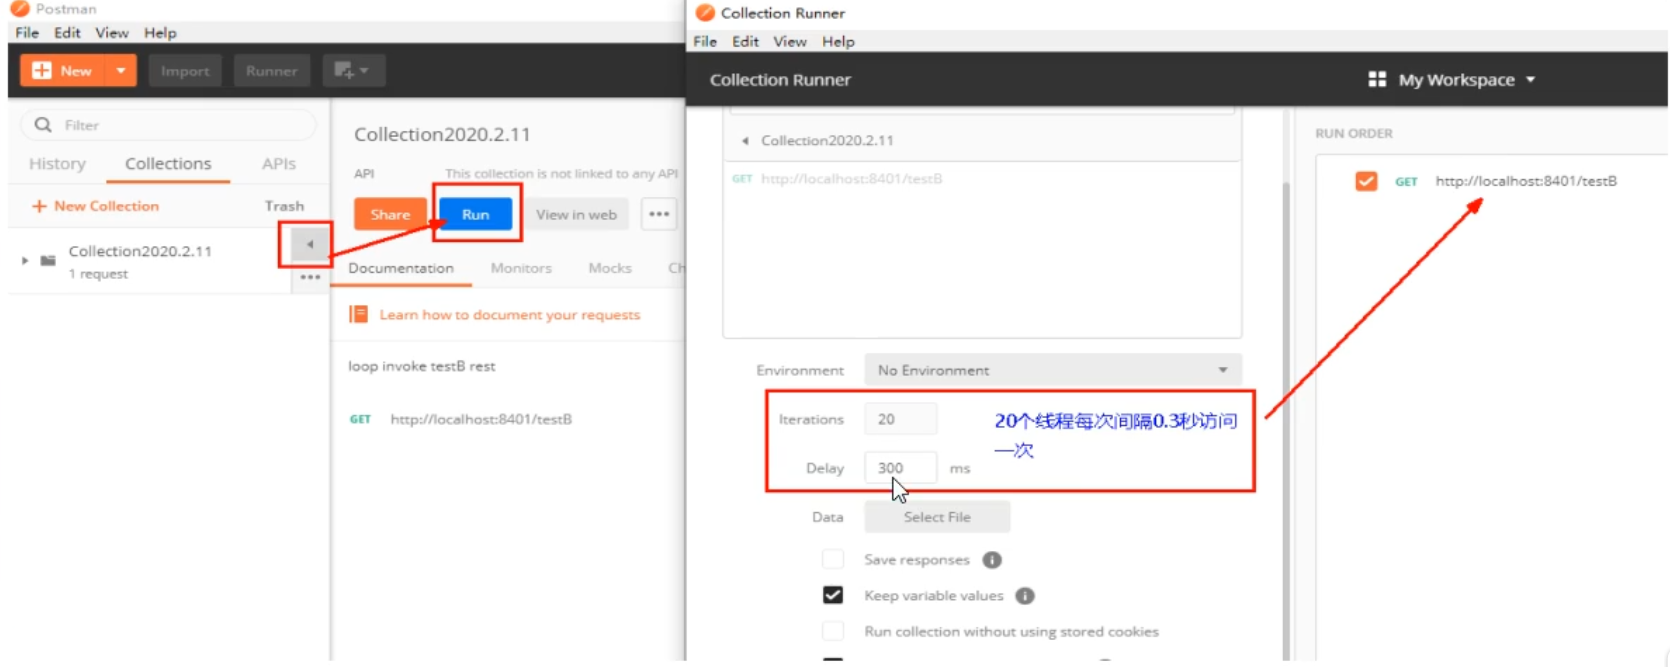 Postman
File Edit View Help
New
Import
Runner
Filter
History Collections APIs
+ New Collection Trash
Collection2020.2.11
1 request
Collection2020.2.11
API This collection is not linked to any API
Share Run View in web
Documentation Monitors Mocks Ch
Learn how to document your requests
loop invoke testB rest
GET http://localhost:8401/testB
Collection Runner
File Edit View Help
Collection Runner
My Workspace
Collection2020.2.11
GET http://localhost:8401/testB
Environment No Environment
Iterations 20
Delay 300 ms
20个线程每次间隔0.3秒访问
一次
Data Select File
Save responses
Keep variable values
Run collection without using stored cookies
RUN ORDER
GET http://localhost:8401/testB